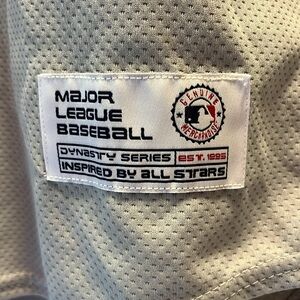 MAJOR
LEAGUE
BASEBALL
GENUINE
MERCHANDISE
DYNASTY SERIES
EST. 1995
INSPIRED BY ALL STARS